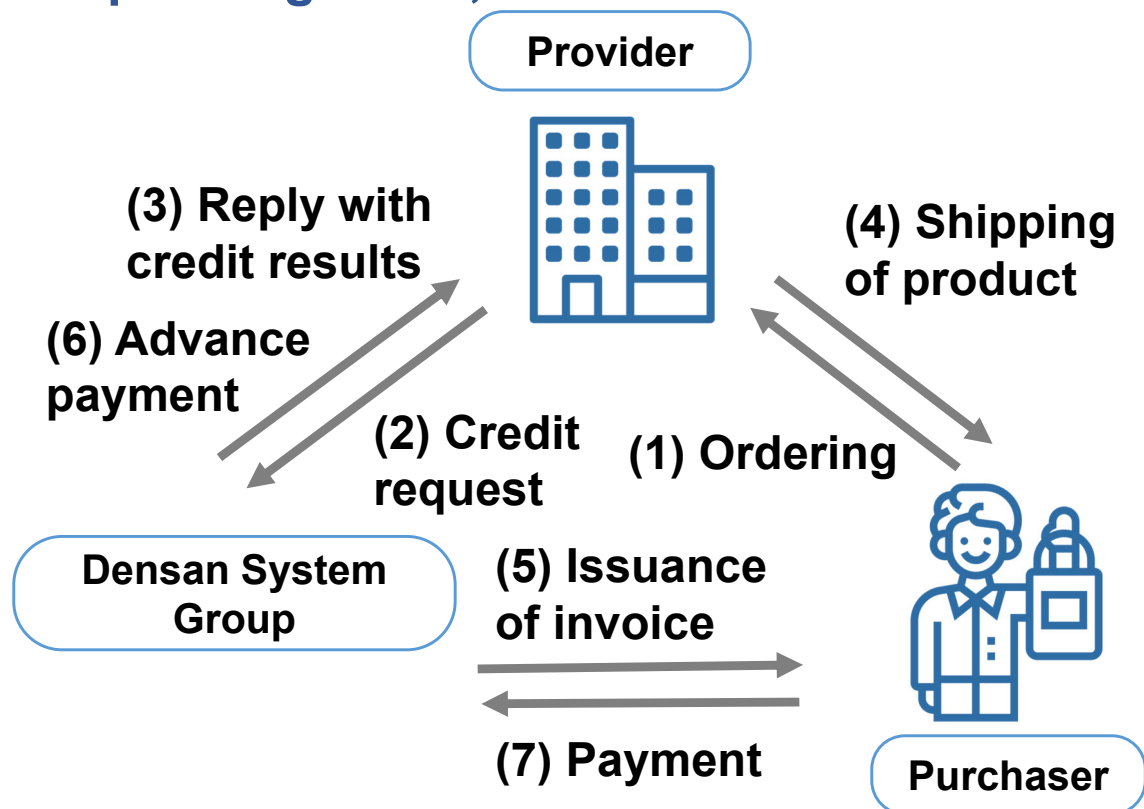 Provider
(3) Reply with
credit results
(4) Shipping
of product
(6) Advance
payment
(2) Credit
request
(1) Ordering
Densan System
Group
(5) Issuance
of invoice
(7) Payment
Purchaser